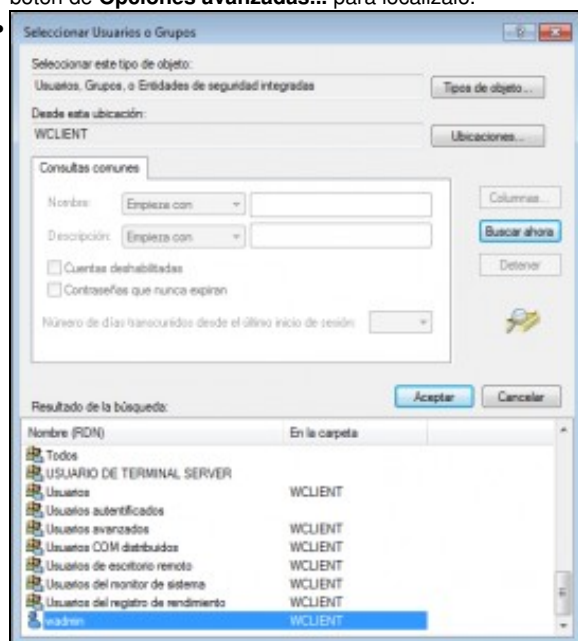 botón de Opciones avanzadas... para localizalo.
Seleccionar Usuarios o Grupos
Seleccionar este tipo de objeto:
Usuarios, Grupos, o Entidades de seguridad integradas
Tipos de objeto...
Desde esta ubicación:
WCLIENT
Ubicaciones...
Consultas comunes
Nombre: Empieza con
Columnas...
Descripción: Empieza con
Buscar ahora
Cuentas deshabilitadas
Detener
Contraseñas que nunca expiran
Número de días transcurridos desde el último inicio de sesión:
Aceptar Cancelar
Resultado de la búsqueda:
Nombre (RDN) En la carpeta
Todos
USUARIO DE TERMINAL SERVER
Usuarios WCLIENT
Usuarios autentificados
Usuarios avanzados WCLIENT
Usuarios COM distribuidos WCLIENT
Usuarios de escritorio remoto WCLIENT
Usuarios del monitor de sistema WCLIENT
Usuarios del registro de rendimiento WCLIENT
wadmin WCLIENT